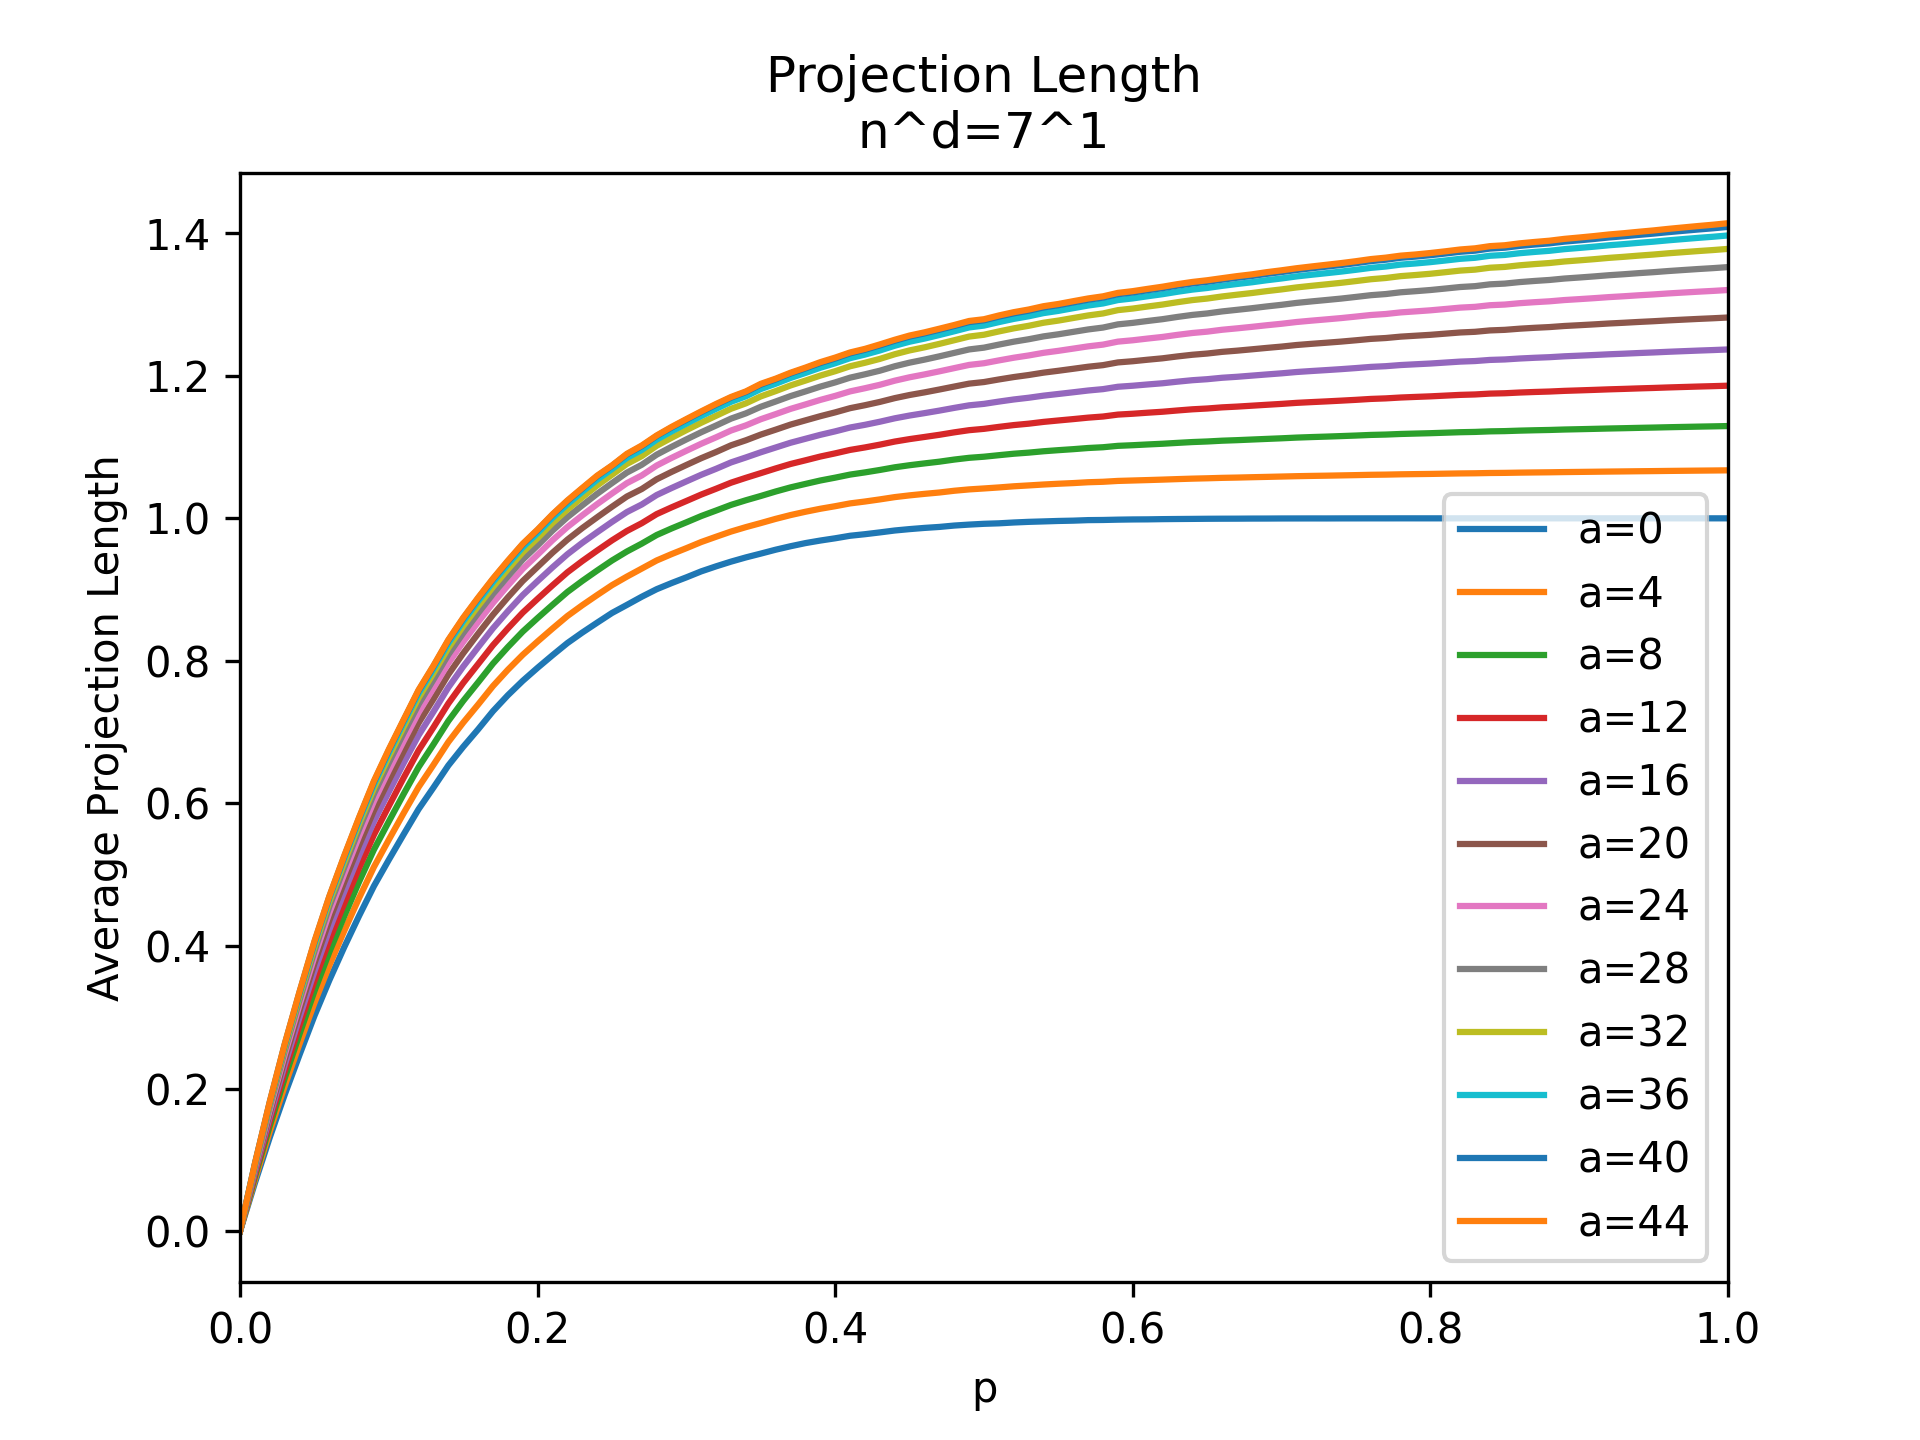 Projection Length
n^d=7^1
Average Projection Length
1.4
1.2
1.0
0.8
0.6
0.4
0.2
0.0
0.0 0.2 0.4 0.6 0.8 1.0
p
a=0
a=4
a=8
a=12
a=16
a=20
a=24
a=28
a=32
a=36
a=40
a=44